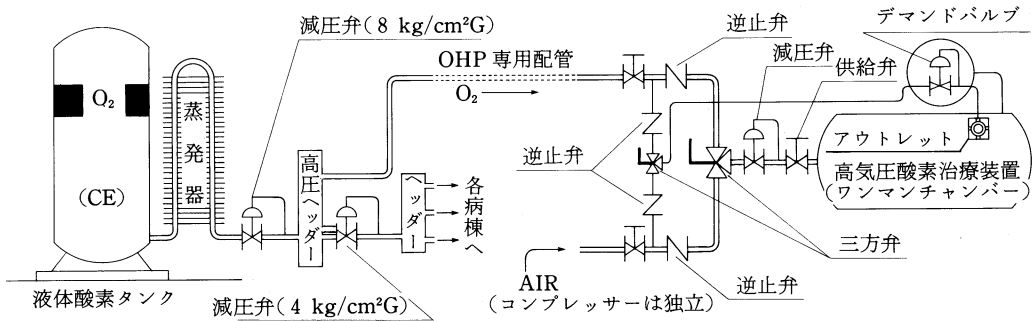 減圧弁(8 kg/cm²G)
OHP 専用配管
O₂
逆止弁
デマンドバルブ
減圧弁
供給弁
O₂
(CE)
蒸発器
高圧ヘッダー
ヘッダー
各病棟へ
逆止弁
アウトレット
高気圧酸素治療装置
(ワンマンチャンバー)
三方弁
AIR
(コンプレッサーは独立)
逆止弁
液体酸素タンク
減圧弁(4 kg/cm²G)